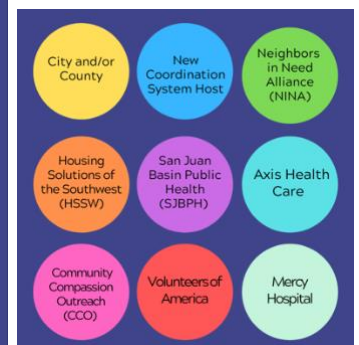 City and/or
County
New
Coordination
System Host
Neighbors
in Need
Alliance
(NINA)
Housing
Solutions of
the Southwest
(HSSW)
San Juan
Basin Public
Health
(SJBPH)
Axis Health
Care
Community
Compassion
Outreach
(CCO)
Volunteers of
America
Mercy
Hospital